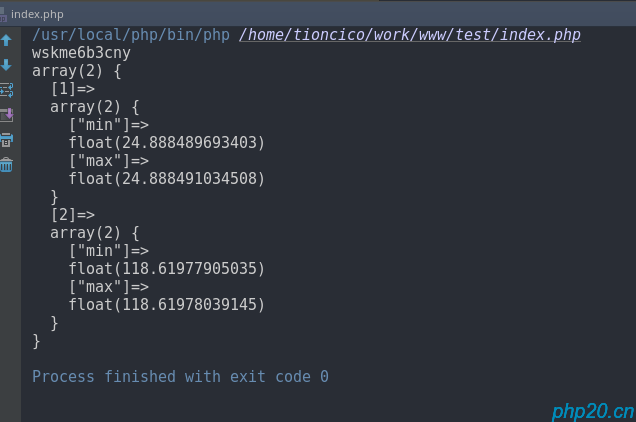 index.php
/usr/local/php/bin/php /home/tioncico/work/www/test/index.php
wskme6b3cny
array(2) {
  [1]=>
  array(2) {
    ["min"]=>
    float(24.888489693403)
    ["max"]=>
    float(24.888491034508)
  }
  [2]=>
  array(2) {
    ["min"]=>
    float(118.61977905035)
    ["max"]=>
    float(118.61978039145)
  }
}
Process finished with exit code 0
php20.cn